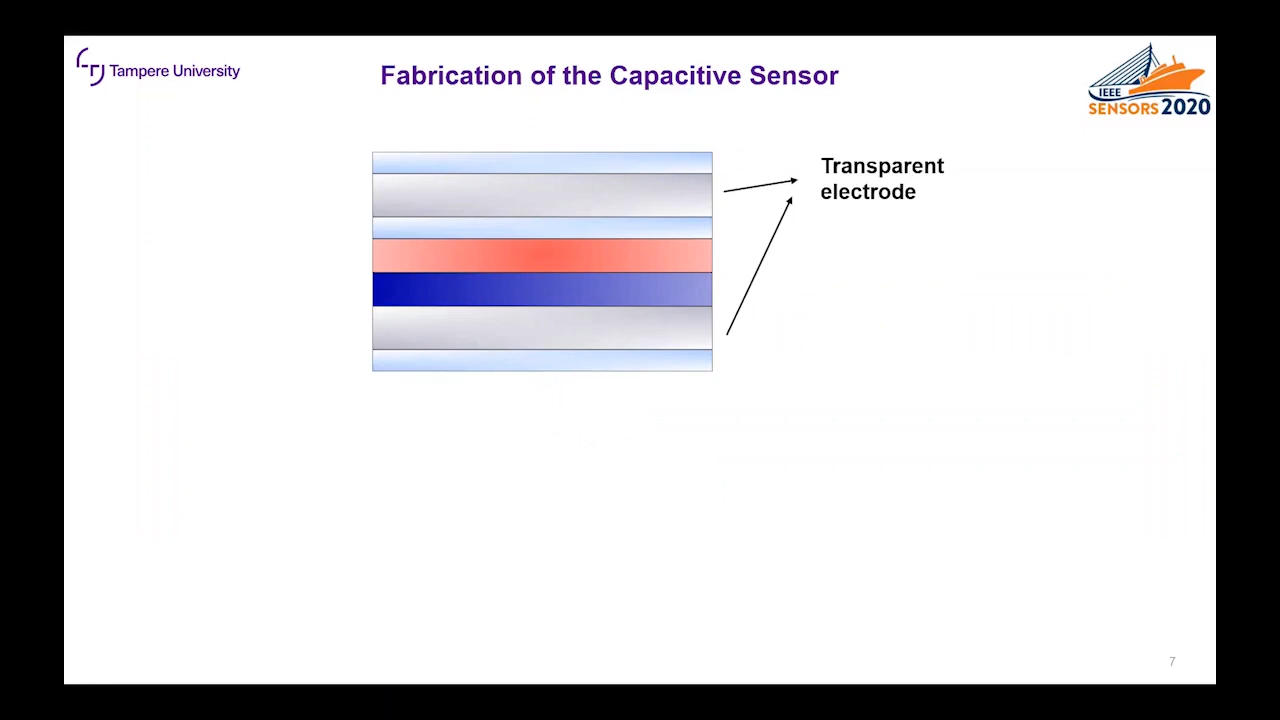 Tampere University
Fabrication of the Capacitive Sensor
IEEE
SENSORS 2020
Transparent
electrode
7